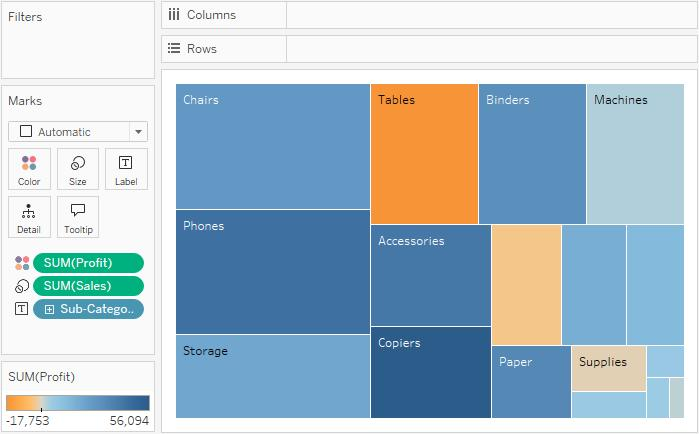 Filters
Columns
Rows
Marks
Automatic
Color
Size
Label
Detail
Tooltip
SUM(Profit)
SUM(Sales)
Sub-Catego..
SUM(Profit)
-17,753
56,094
Chairs
Tables
Binders
Machines
Phones
Accessories
Storage
Copiers
Paper
Supplies